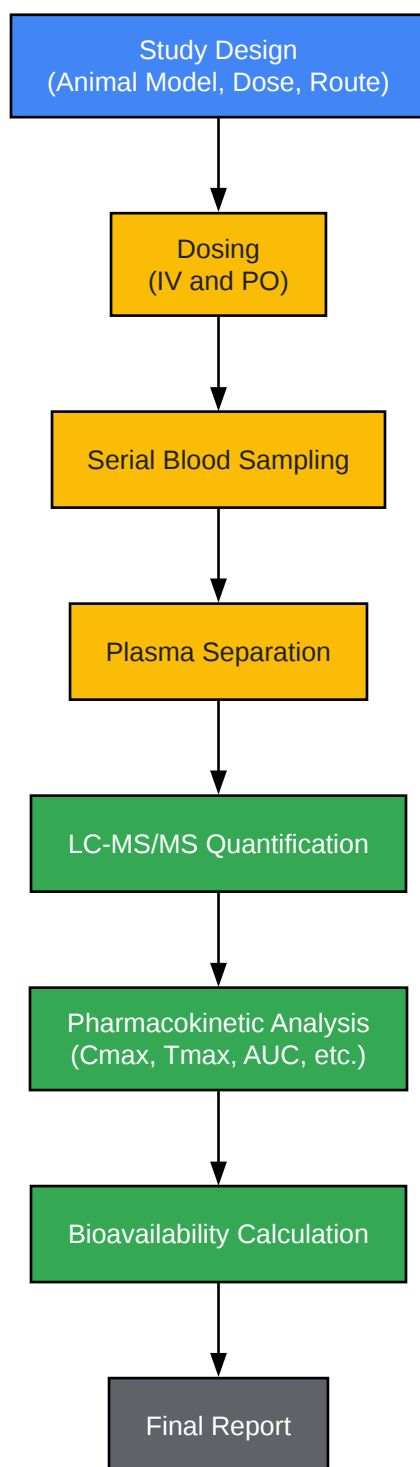 Study Design
(Animal Model, Dose, Route)
Dosing
(IV and PO)
Serial Blood Sampling
Plasma Separation
LC-MS/MS Quantification
Pharmacokinetic Analysis
(Cmax, Tmax, AUC, etc.)
Bioavailability Calculation
Final Report